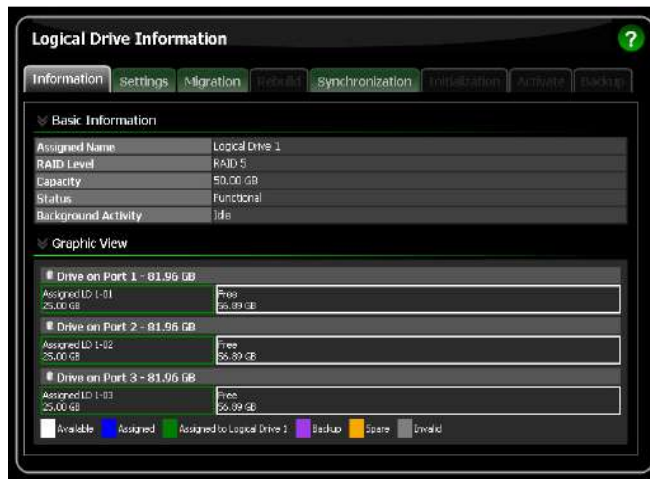 Logical Drive Information
?
Information Settings Migration Rebuild Synchronization Initialization Activate Backup
Basic Information
Assigned Name Logical Drive 1
RAID Level RAID 5
Capacity 50.00 GB
Status Functional
Background Activity Idle
Graphic View
Drive on Port 1 - 81.96 GB
Assigned LD 1-01 Free
25.00 GB 56.89 GB
Drive on Port 2 - 81.96 GB
Assigned LD 1-02 Free
25.00 GB 56.89 GB
Drive on Port 3 - 81.96 GB
Assigned LD 1-03 Free
25.00 GB 56.89 GB
Available Assigned Assigned to Logical Drive 1 Backup Spare Invalid